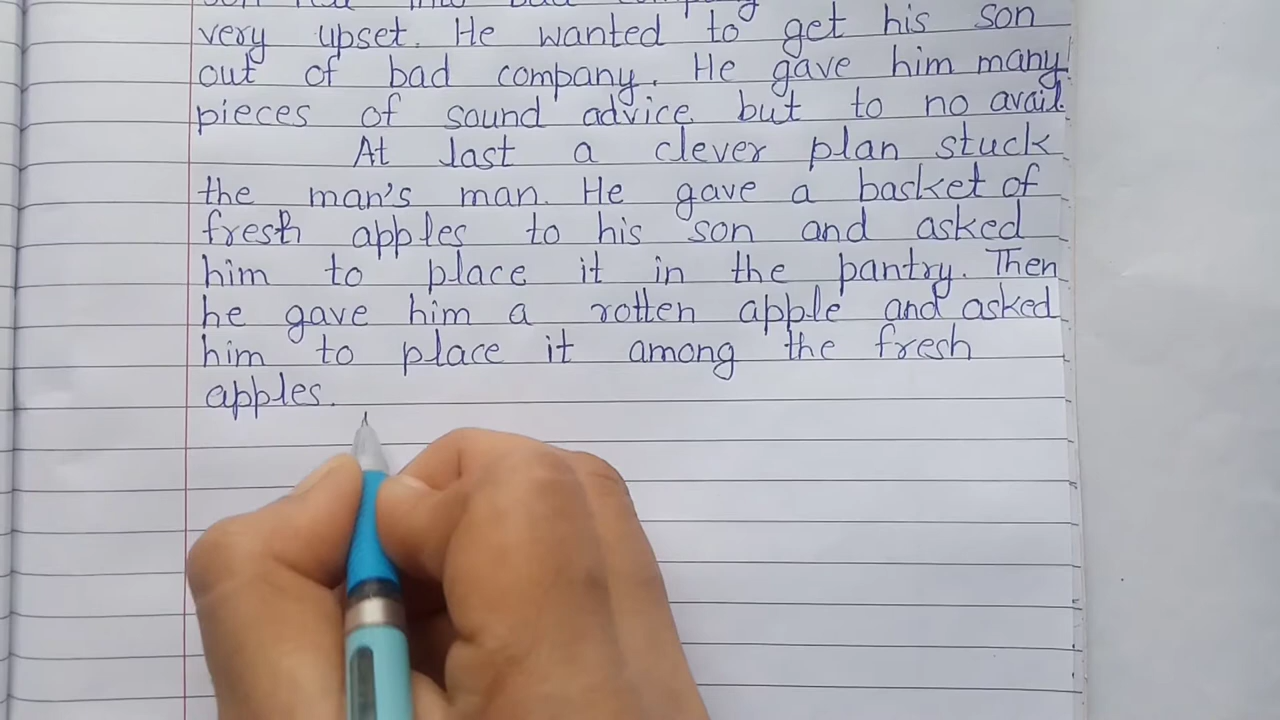 very upset. He wanted to get his son
out of bad company. He gave him many
pieces of sound advice but to no avail.
At last a clever plan stuck
the man's man. He gave a basket of
fresh apples to his son and asked
him to place it in the pantry. Then
he gave him a rotten apple and asked
him to place it among the fresh
apples.